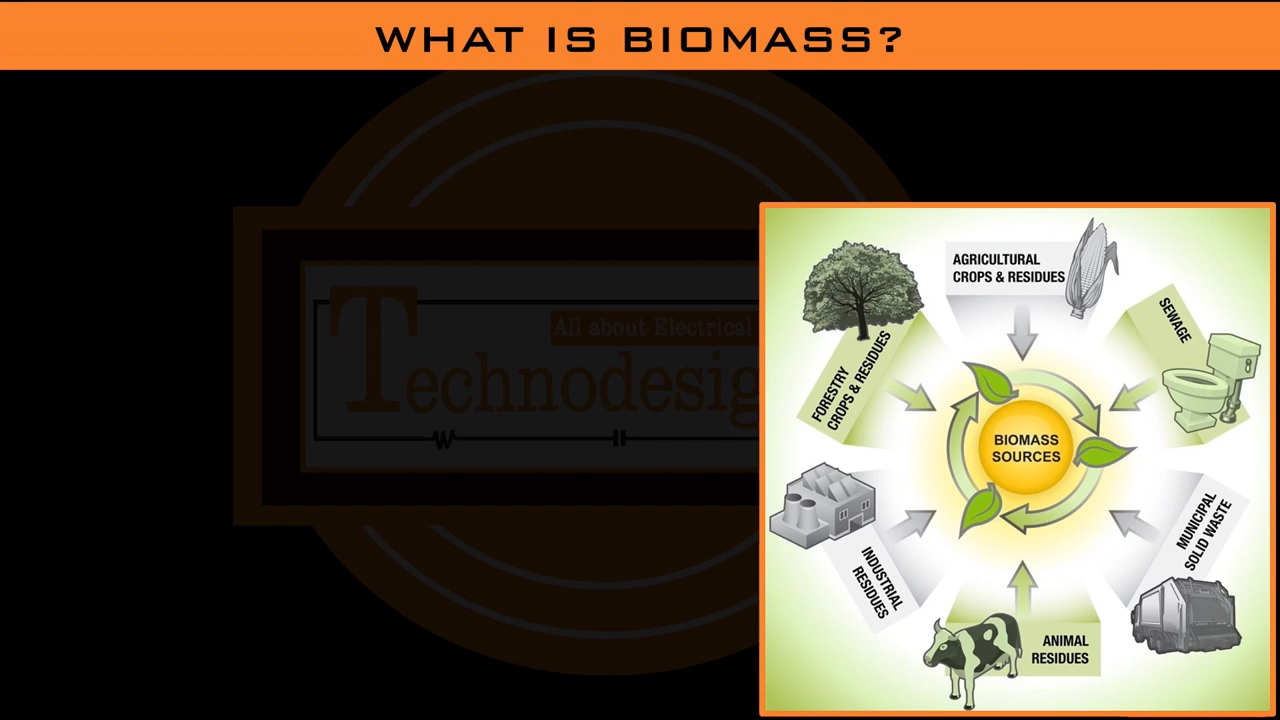 WHAT IS BIOMASS?
All about Electrical
Technodesig
AGRICULTURAL
CROPS & RESIDUES
SEWAGE
FORESTRY
CROPS & RESIDUES
BIOMASS
SOURCES
MUNICIPAL
SOLID WASTE
INDUSTRIAL
RESIDUES
ANIMAL
RESIDUES